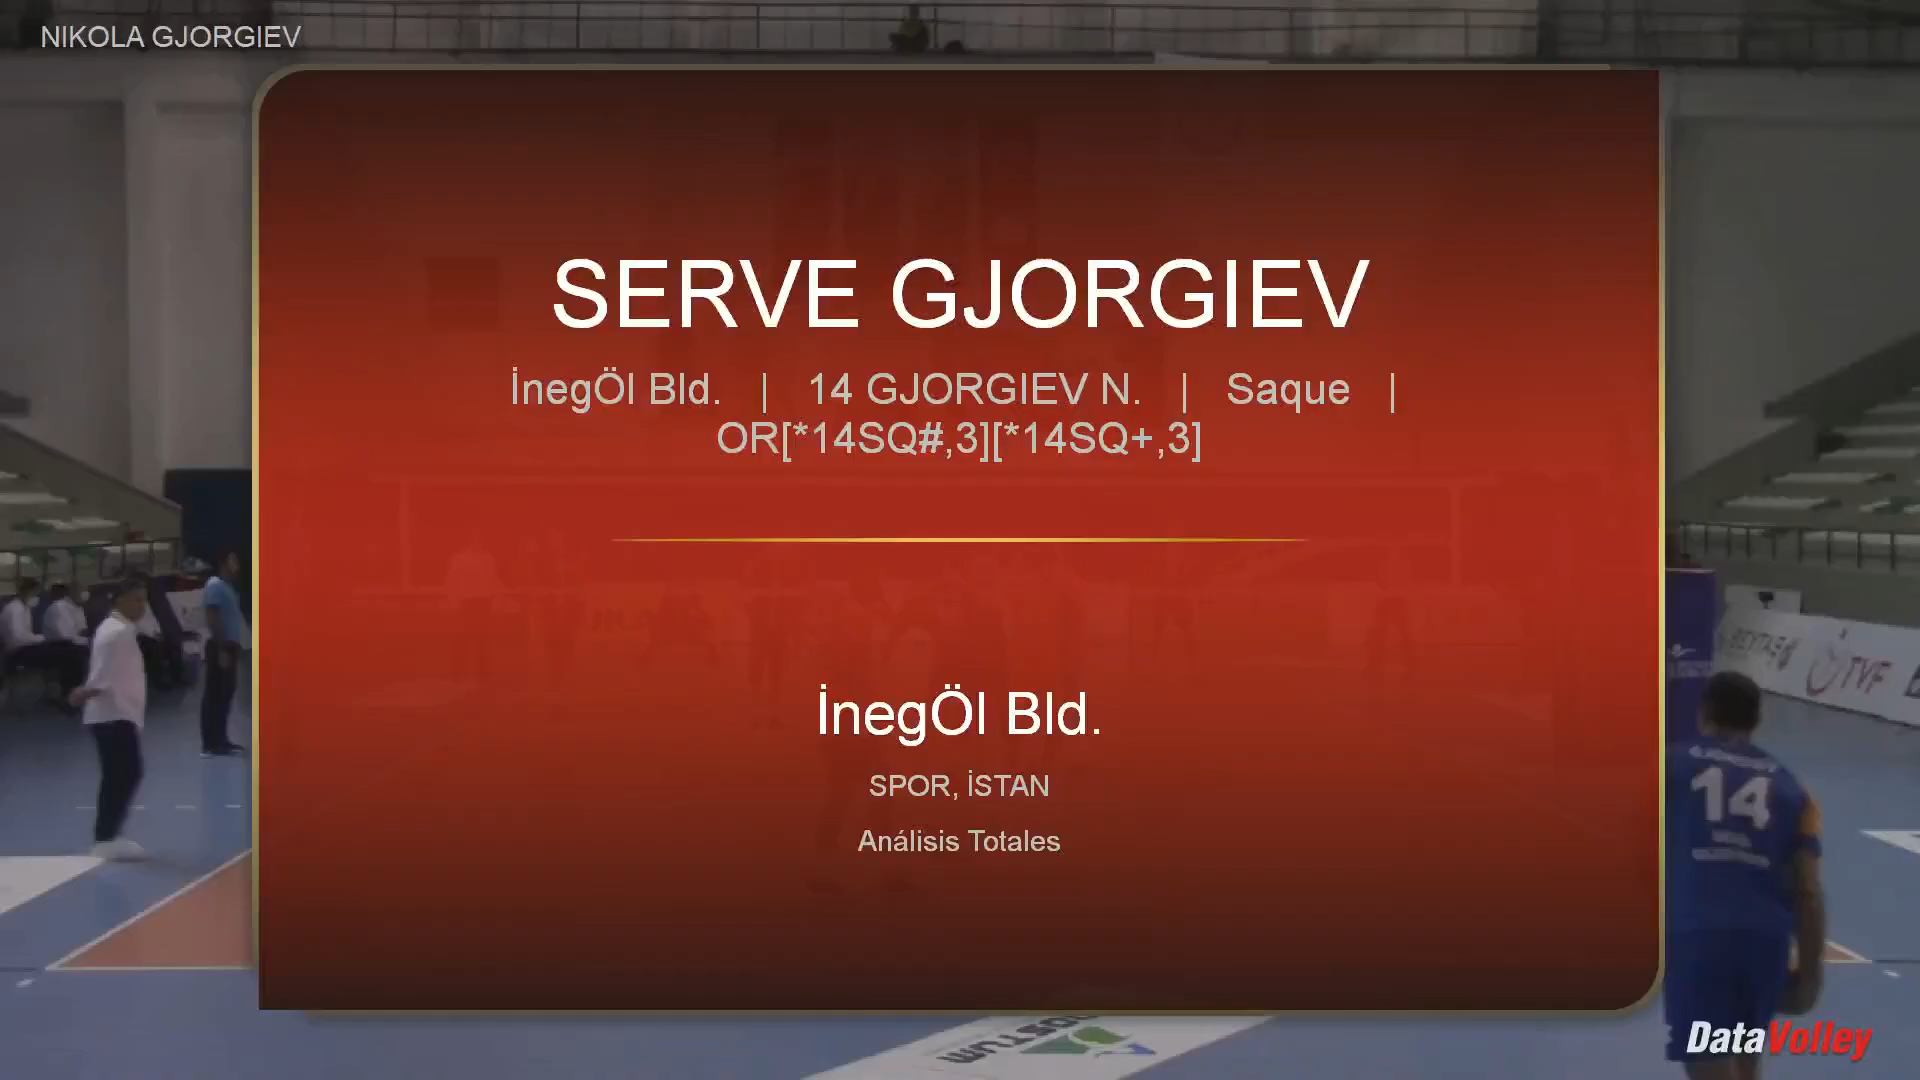 NIKOLA GJORGIEV
SERVE GJORGIEV
İnegÖl Bld. | 14 GJORGIEV N. | Saque |
OR[*14SQ#,3][*14SQ+,3]
İnegÖl Bld.
SPOR, İSTAN
Análisis Totales
TVF
14
DataVolley